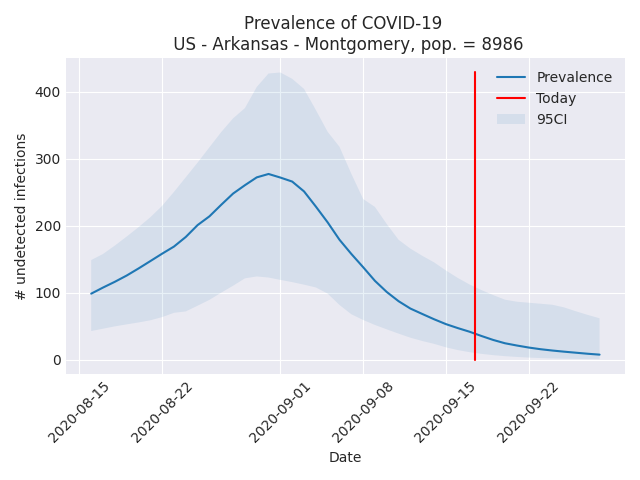 Prevalence of COVID-19
US - Arkansas - Montgomery, pop. = 8986
# undetected infections
400
300
200
100
0
Prevalence
Today
95CI
2020-08-15
2020-08-22
2020-09-01
2020-09-08
2020-09-15
2020-09-22
Date